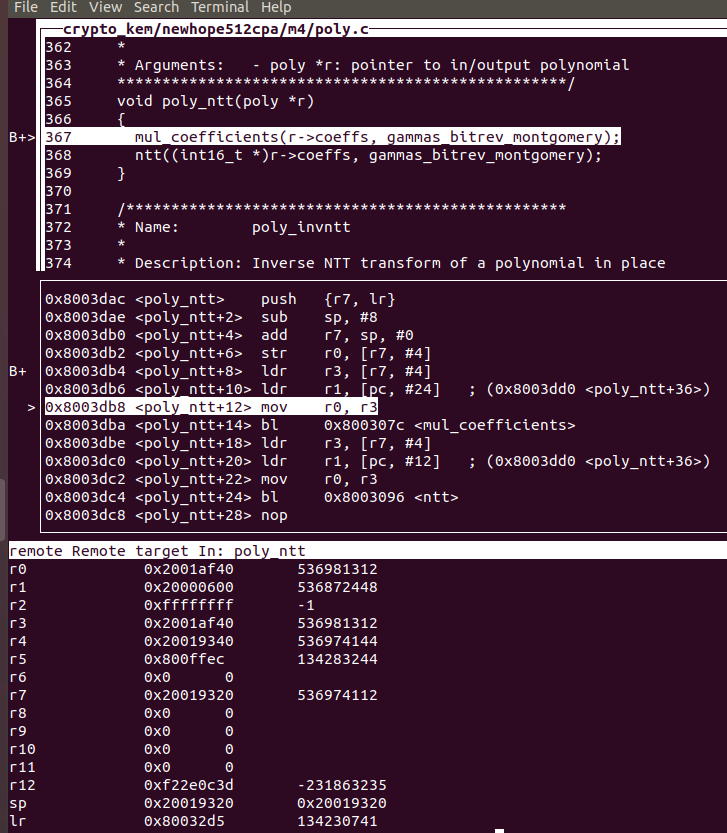 File Edit View Search Terminal Help
crypto_kem/newhope512cpa/m4/poly.c
362 *
363 * Arguments: - poly *r: pointer to in/output polynomial
364 **************************************************/
365 void poly_ntt(poly *r)
366 {
B+> 367 mul_coefficients(r->coeffs, gammas_bitrev_montgomery);
368 ntt((int16_t *)r->coeffs, gammas_bitrev_montgomery);
369 }
370
371 /*************************************************
372 * Name: poly_invntt
373 *
374 * Description: Inverse NTT transform of a polynomial in place
0x8003dac <poly_ntt> push {r7, lr}
0x8003dae <poly_ntt+2> sub sp, #8
0x8003db0 <poly_ntt+4> add r7, sp, #0
0x8003db2 <poly_ntt+6> str r0, [r7, #4]
B+ 0x8003db4 <poly_ntt+8> ldr r3, [r7, #4]
0x8003db6 <poly_ntt+10> ldr r1, [pc, #24] ; (0x8003dd0 <poly_ntt+36>)
> 0x8003db8 <poly_ntt+12> mov r0, r3
0x8003dba <poly_ntt+14> bl 0x800307c <mul_coefficients>
0x8003dbe <poly_ntt+18> ldr r3, [r7, #4]
0x8003dc0 <poly_ntt+20> ldr r1, [pc, #12] ; (0x8003dd0 <poly_ntt+36>)
0x8003dc2 <poly_ntt+22> mov r0, r3
0x8003dc4 <poly_ntt+24> bl 0x8003096 <ntt>
0x8003dc8 <poly_ntt+28> nop
remote Remote target In: poly_ntt
r0 0x2001af40 536981312
r1 0x20000600 536872448
r2 0xffffffff -1
r3 0x2001af40 536981312
r4 0x20019340 536974144
r5 0x800ffec 134283244
r6 0x0 0
r7 0x20019320 536974112
r8 0x0 0
r9 0x0 0
r10 0x0 0
r11 0x0 0
r12 0xf22e0c3d -231863235
sp 0x20019320 0x20019320
lr 0x80032d5 134230741